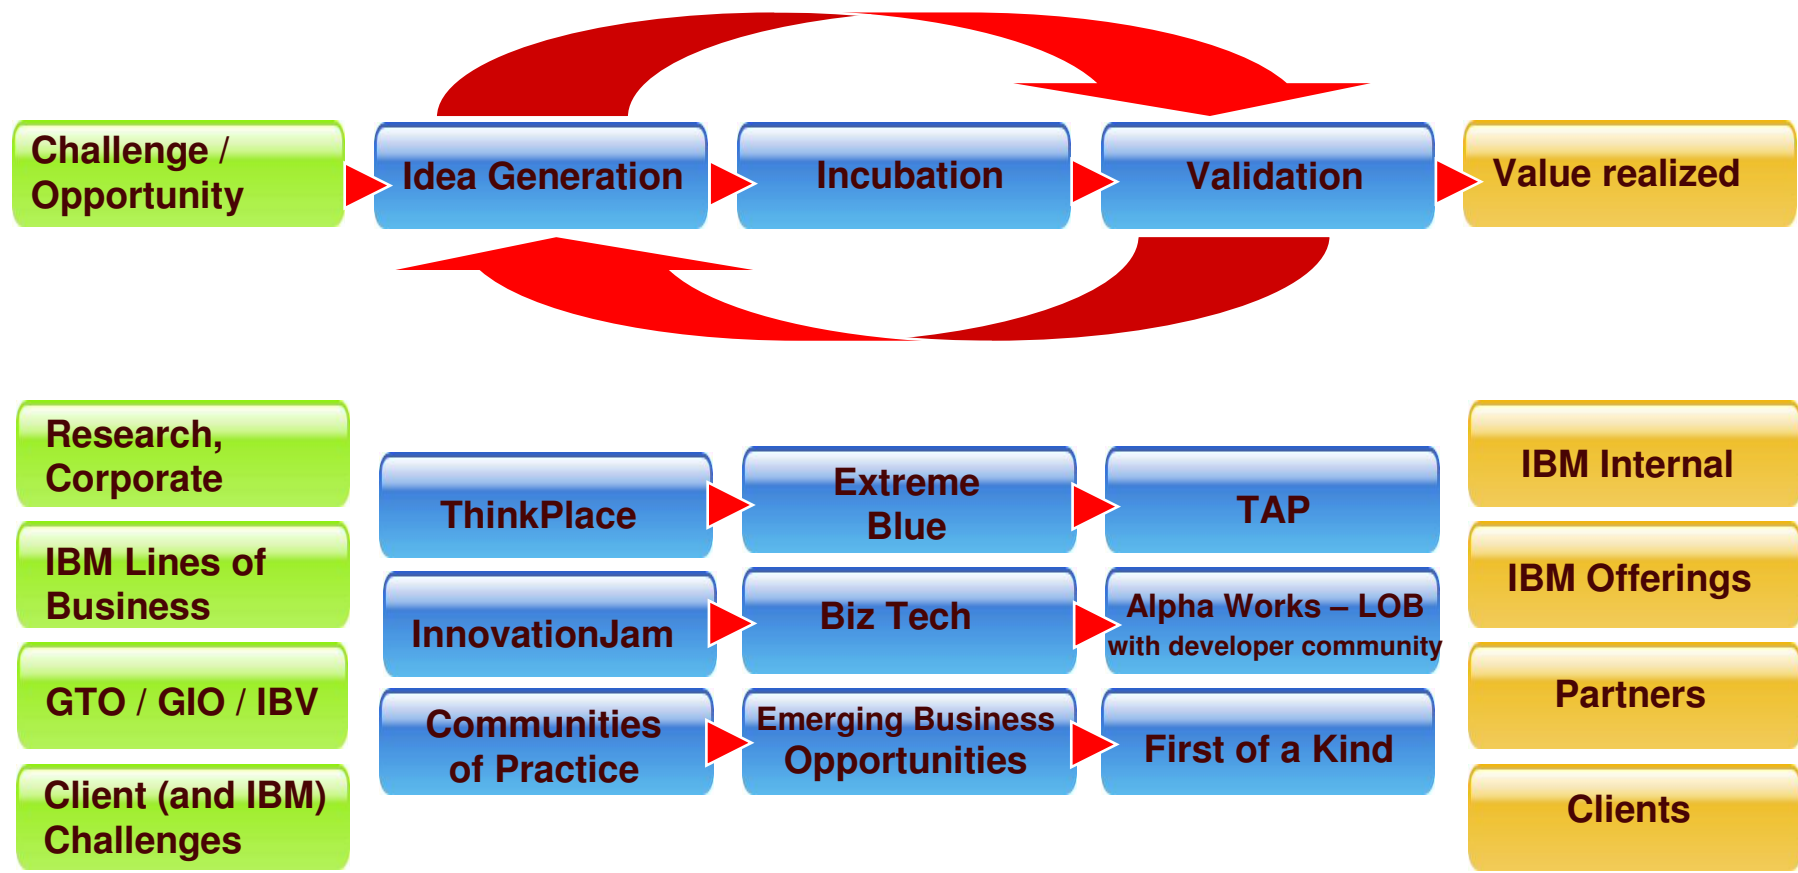 Challenge /
Opportunity
Idea Generation
Incubation
Validation
Value realized
Research,
Corporate
IBM Lines of
Business
GTO / GIO / IBV
Client (and IBM)
Challenges
ThinkPlace
Extreme
Blue
TAP
InnovationJam
Biz Tech
Alpha Works – LOB
with developer community
Communities
of Practice
Emerging Business
Opportunities
First of a Kind
IBM Internal
IBM Offerings
Partners
Clients